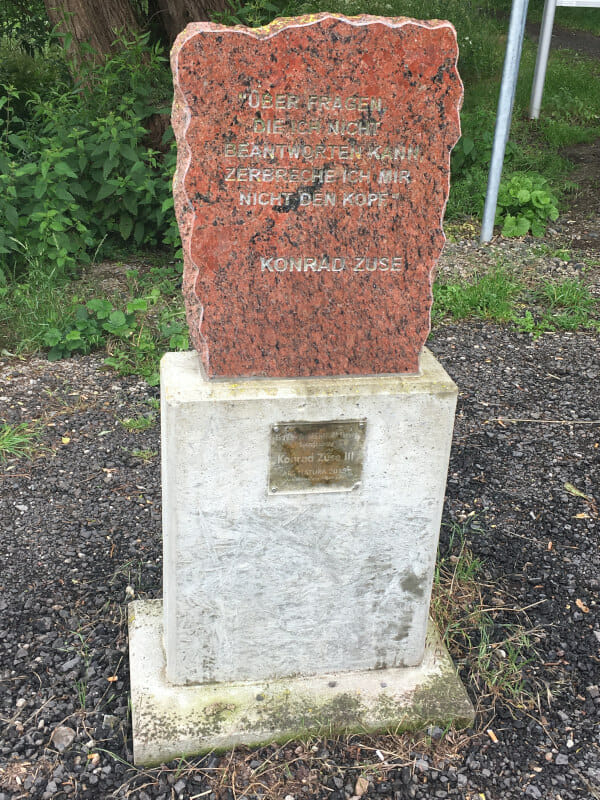 "ÜBER FRAGEN,
DIE ICH NICHT
BEANTWORTEN KANN
ZERBRECHE ICH MIR
NICHT DEN KOPF"
KONRAD ZUSE
Konrad Zuse III